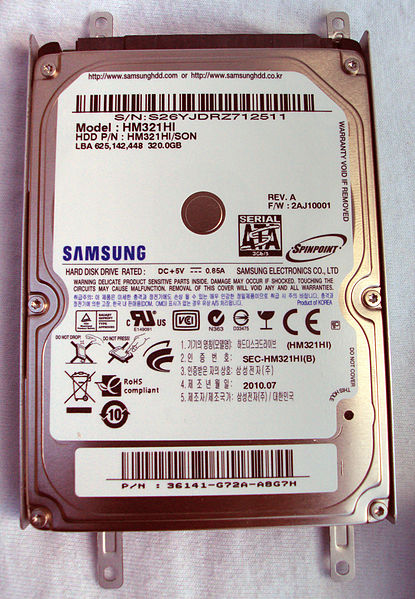 http://www.samsunghdd.com or http://www.samsunghdd.co.kr
S/N: S26YJDRZ712511
Model : HM321HI
HDD P/N : HM321HI/SON
LBA 625,142,448 320.0GB
WARRANTY VOID IF REMOVED
REV. A
F/W : 2AJ10001
SERIAL
ATA
3Gb/s
SPINPOINT
SAMSUNG
HARD DISK DRIVE RATED : DC+5V 0.85A SAMSUNG ELECTRONICS CO., LTD
WARNING DELICATE PRODUCT SENSITIVE PARTS INSIDE. DAMAGE MAY OCCUR IF SHOCKED. TOUCHING THE
CIRCUITS MAY CAUSE MALFUNCTION. REMOVAL OF THIS COVER WILL VOID ANY AND ALL WARRANTIES.
Product of KOREA
E149091
VCCI
N363
D33475
DO NOT DROP! DO NOT PRESS!
1. 기기의 명칭(모델명): 하드디스크드라이브 (HM321HI)
2. 인 증 번 호 : SEC-HM321HI(B)
3. 인증받은 자의 상호: 삼성전자(주)
4. 제 조 년 월 일 : 2010.07
5. 제조자/제조국가: 삼성전자(주) / 대한민국
RoHS
compliant
10
DO NOT COVER
THIS HOLE
P/N : 36141-G72A-A8G7H